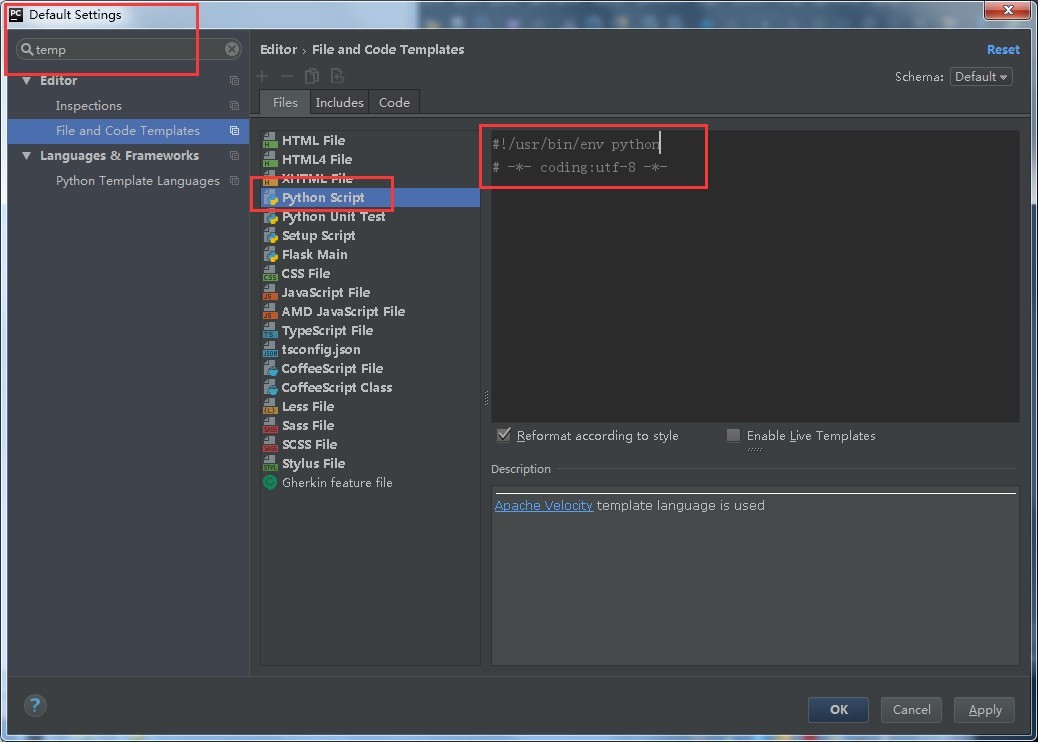 PC Default Settings
temp
Editor
Inspections
File and Code Templates
Languages & Frameworks
Python Template Languages
Editor › File and Code Templates
Reset
Schema: Default
Files Includes Code
HTML File
HTML4 File
XHTML File
Python Script
Python Unit Test
Setup Script
Flask Main
CSS File
JavaScript File
AMD JavaScript File
TypeScript File
tsconfig.json
CoffeeScript File
CoffeeScript Class
Less File
Sass File
SCSS File
Stylus File
Gherkin feature file
#!/usr/bin/env python
# -*- coding:utf-8 -*-
Reformat according to style
Enable Live Templates
Description
Apache Velocity template language is used
?
OK
Cancel
Apply